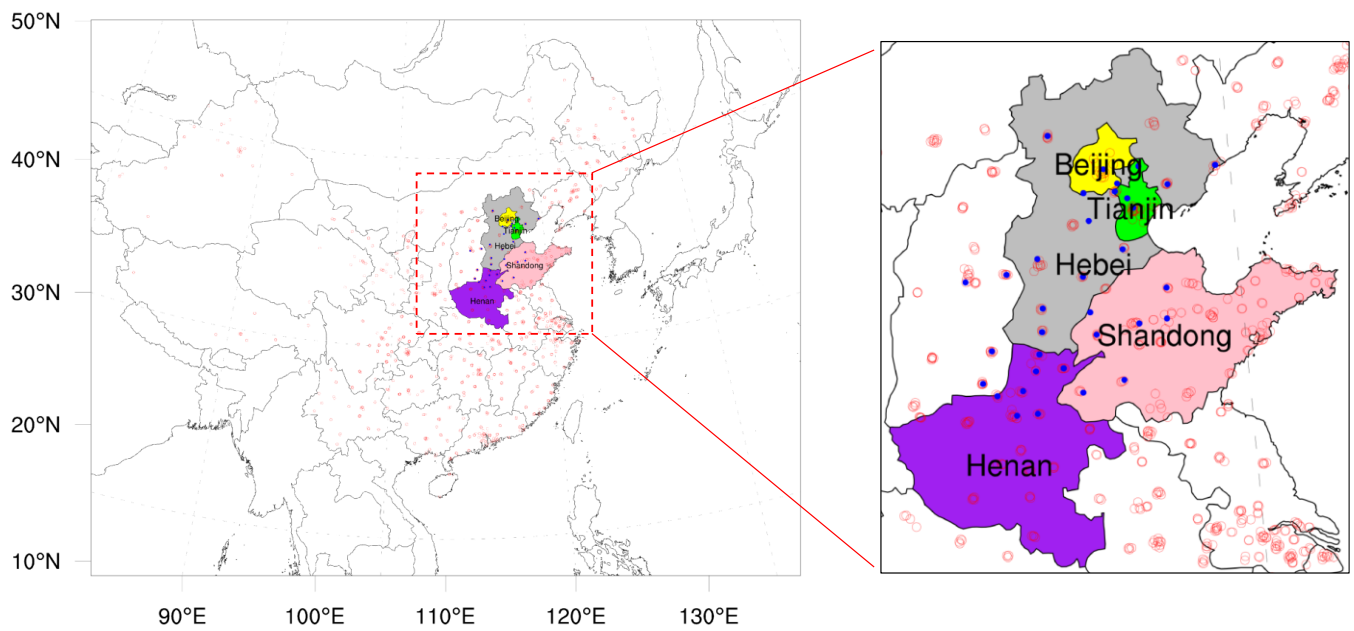 50°N
40°N
30°N
20°N
10°N
90°E
100°E
110°E
120°E
130°E
Beijing
Tianjin
Hebei
Shandong
Henan
Beijing
Tianjin
Hebei
Shandong
Henan